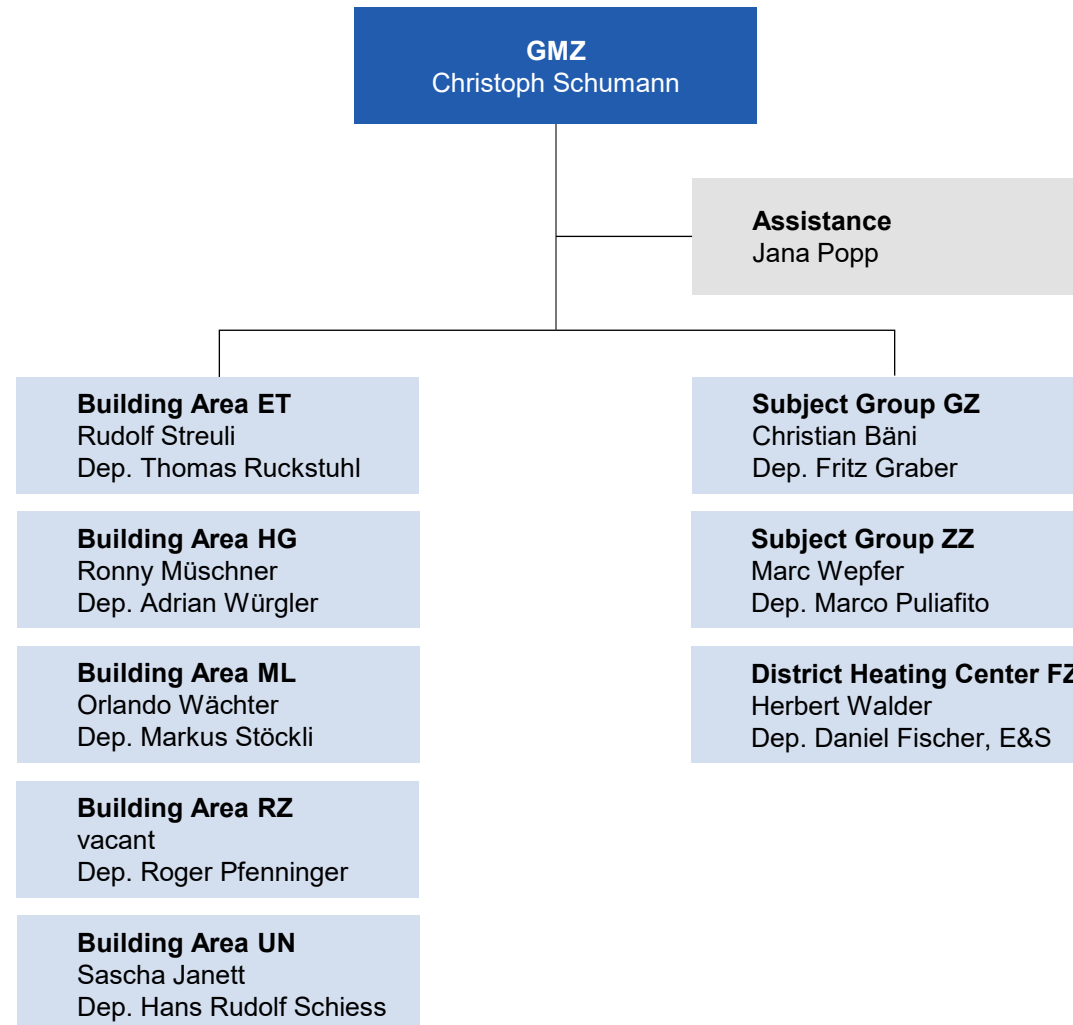 GMZ
Christoph Schumann
Assistance
Jana Popp
Building Area ET
Rudolf Streuli
Dep. Thomas Ruckstuhl
Building Area HG
Ronny Müschner
Dep. Adrian Würgler
Building Area ML
Orlando Wächter
Dep. Markus Stöckli
Building Area RZ
vacant
Dep. Roger Pfenninger
Building Area UN
Sascha Janett
Dep. Hans Rudolf Schiess
Subject Group GZ
Christian Bäni
Dep. Fritz Graber
Subject Group ZZ
Marc Wepfer
Dep. Marco Puliafito
District Heating Center FZ
Herbert Walder
Dep. Daniel Fischer, E&S